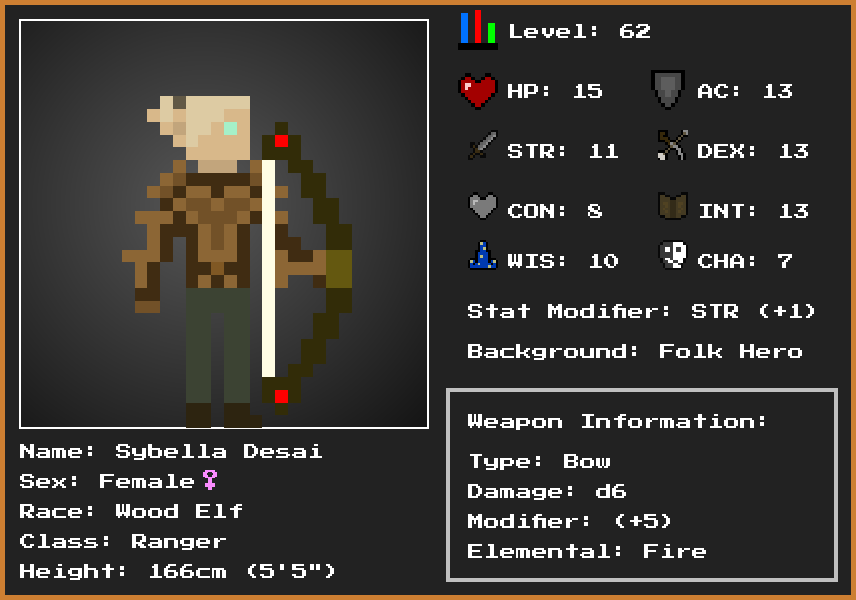 Level: 62
HP: 15 AC: 13
STR: 11 DEX: 13
CON: 8 INT: 13
WIS: 10 CHA: 7
Stat Modifier: STR (+1)
Background: Folk Hero
Weapon Information:
Type: Bow
Damage: d6
Modifier: (+5)
Elemental: Fire
Name: Sybella Desai
Sex: Female♀
Race: Wood Elf
Class: Ranger
Height: 166cm (5'5")